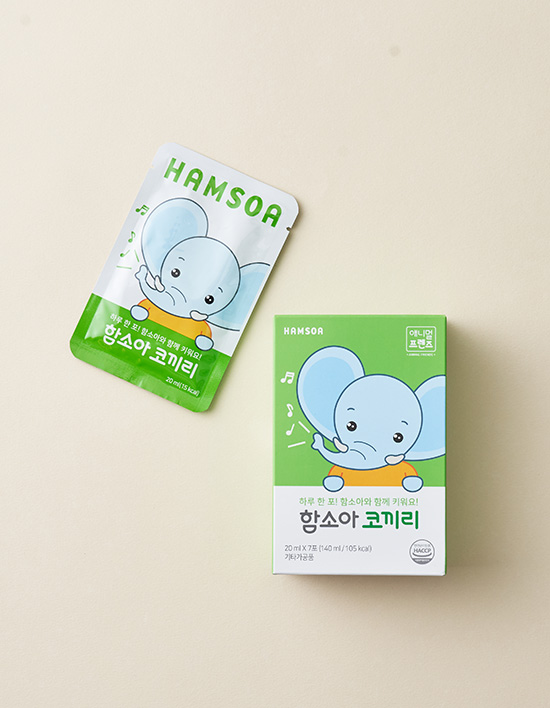 HAMSOA
하루 한 포! 함소아와 함께 키워요!
함소아 코끼리
20 ml(15 kcal)
HAMSOA
애니멀
프렌즈
하루 한 포! 함소아와 함께 키워요!
함소아 코끼리
20 ml X 7포 (140 ml / 105 kcal)
기타가공품
HACCP